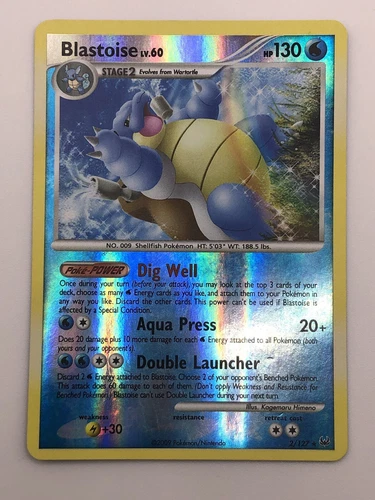 Blastoise LV.60 HP 130
STAGE2 Evolves from Wartortle
NO. 009 Shellfish Pokémon. HT: 5'03" WT: 188.5 lbs.
Poké-POWER Dig Well
Once during your turn (before your attack), you may look at the top 3 cards of your
deck, choose as many Energy cards as you like, and attach them to your Pokémon in
any way you like. Discard the other cards. This power can't be used if Blastoise is
affected by a Special Condition.
Aqua Press 20+
Does 20 damage plus 10 more damage for each Energy attached to all Pokémon (both
yours and your opponent's).
Double Launcher
Discard 2 Energy attached to Blastoise. Choose 2 of your opponent's Benched Pokémon.
This attack does 60 damage to each of them. (Don't apply Weakness and Resistance for
Benched Pokémon.) Blastoise can't use Double Launcher during your next turn.
Illus. Kagemaru Himeno
weakness resistance retreat cost
+30
Pokémon/Nintendo
2/127